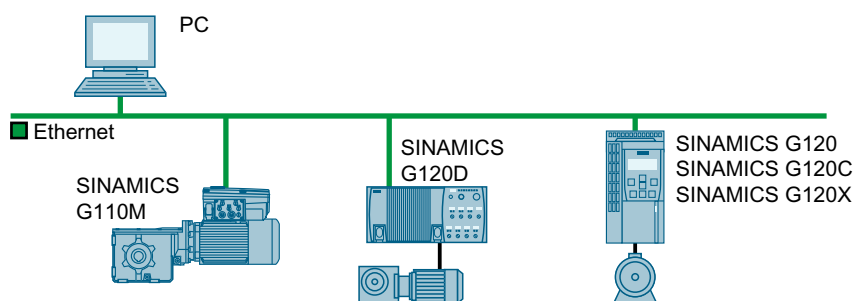 PC
Ethernet
SINAMICS
G110M
SINAMICS
G120D
SINAMICS G120
SINAMICS G120C
SINAMICS G120X